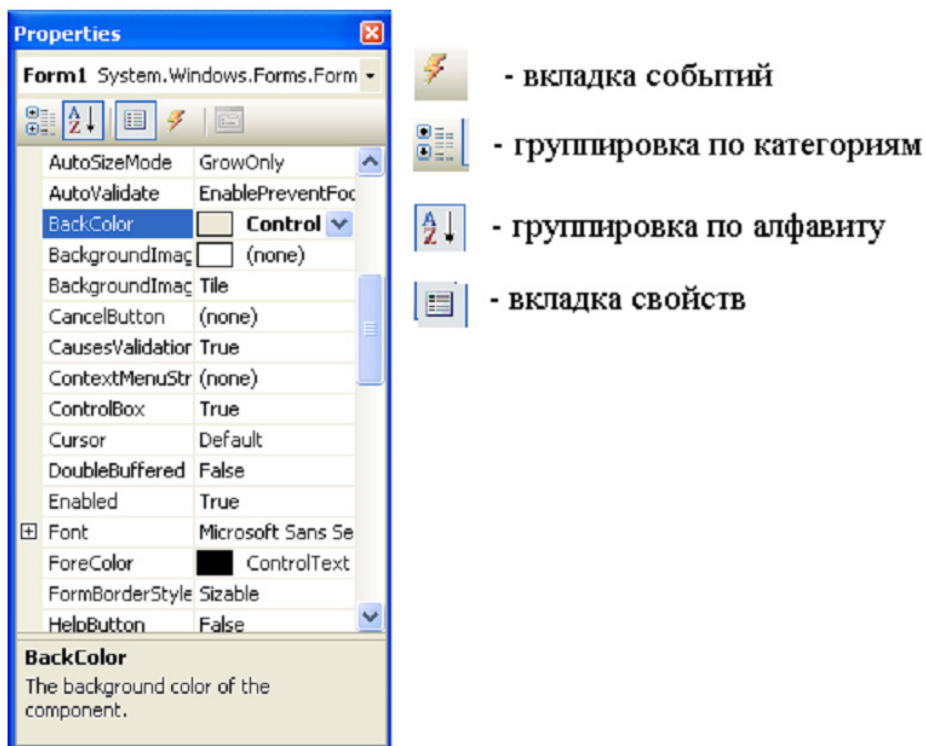 Properties
Form1 System.Windows.Forms.Form
AutoSizeMode GrowOnly
AutoValidate EnablePreventFoc
BackColor Control
BackgroundImag (none)
BackgroundImag Tile
CancelButton (none)
CausesValidation True
ContextMenuStr (none)
ControlBox True
Cursor Default
DoubleBuffered False
Enabled True
Font Microsoft Sans Se
ForeColor ControlText
FormBorderStyle Sizable
HelpButton False
BackColor
The background color of the
component.
- вкладка событий
- группировка по категориям
- группировка по алфавиту
- вкладка свойств